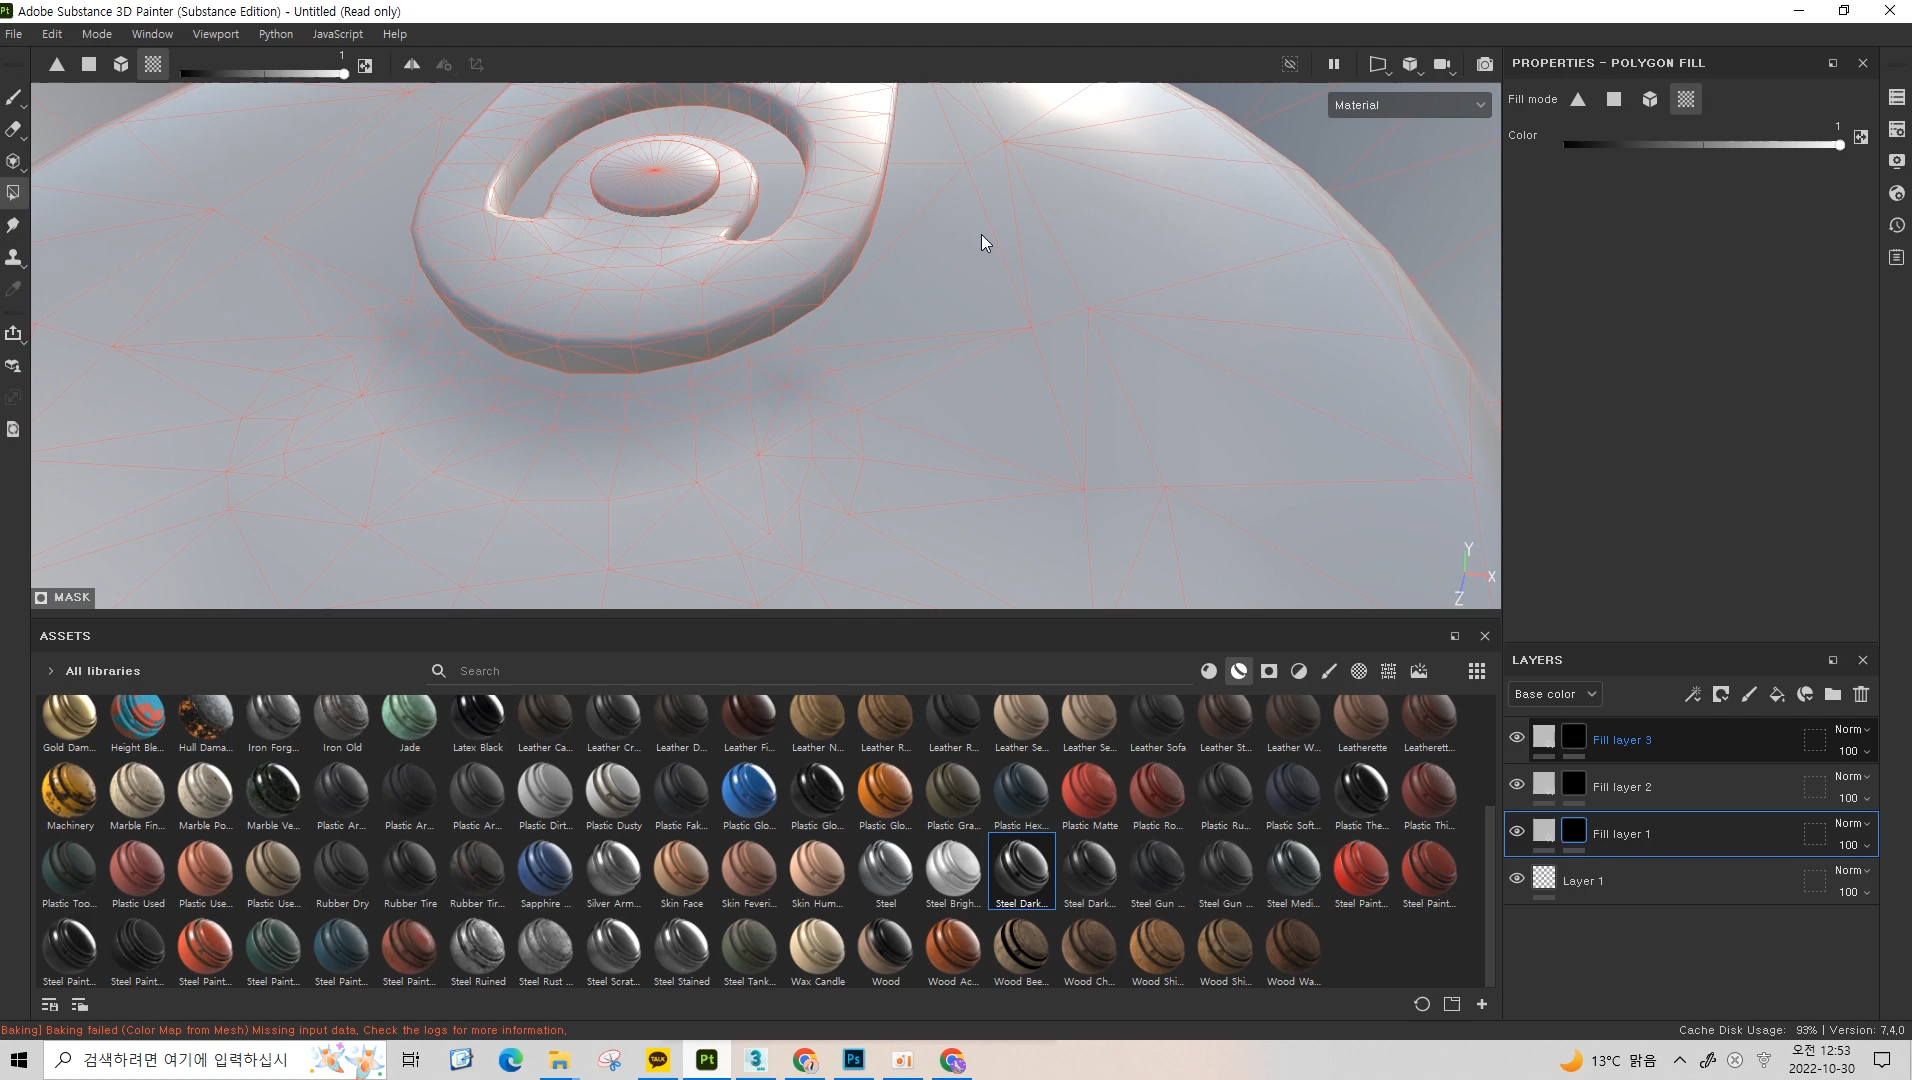 Pt Adobe Substance 3D Painter (Substance Edition) - Untitled (Read only)
File Edit Mode Window Viewport Python JavaScript Help
1
Material
PROPERTIES - POLYGON FILL
Fill mode
Color
1
Y
X
Z
MASK
ASSETS
All libraries
Search
Gold Dam... Height Ble... Hull Dama... Iron Forg... Iron Old Jade Latex Black Leather Ca... Leather Cr... Leather D... Leather Fi... Leather N... Leather R... Leather R... Leather Se... Leather Se... Leather Sofa Leather St... Leather W... Leatherette Leatherett...
Machinery Marble Fin... Marble Po... Marble Ve... Plastic Ar... Plastic Ar... Plastic Ar... Plastic Dirt... Plastic Dusty Plastic Fak... Plastic Glo... Plastic Glo... Plastic Glo... Plastic Gra... Plastic Hex... Plastic Matte Plastic Ro... Plastic Ru... Plastic Soft... Plastic The... Plastic Thi...
Plastic Too... Plastic Used Plastic Use... Plastic Use... Rubber Dry Rubber Tire Rubber Tir... Sapphire ... Silver Arm... Skin Face Skin Feveri... Skin Hum... Steel Steel Brigh... Steel Dark... Steel Dark... Steel Gun ... Steel Gun ... Steel Medi... Steel Paint... Steel Paint...
Steel Paint... Steel Paint... Steel Paint... Steel Paint... Steel Paint... Steel Paint... Steel Ruined Steel Rust ... Steel Scrat... Steel Stained Steel Tank... Wax Candle Wood Wood Ac... Wood Bee... Wood Ch... Wood Shi... Wood Shi... Wood Wa...
LAYERS
Base color
Fill layer 3 Norm 100
Fill layer 2 Norm 100
Fill layer 1 Norm 100
Layer 1 Norm 100
Baking] Baking failed (Color Map from Mesh) Missing input data, Check the logs for more information,
Cache Disk Usage: 93% | Version: 7,4,0
검색하려면 여기에 입력하십시
TALK
Pt
3
Ps
13°C 맑음
오전 12:53
2022-10-30